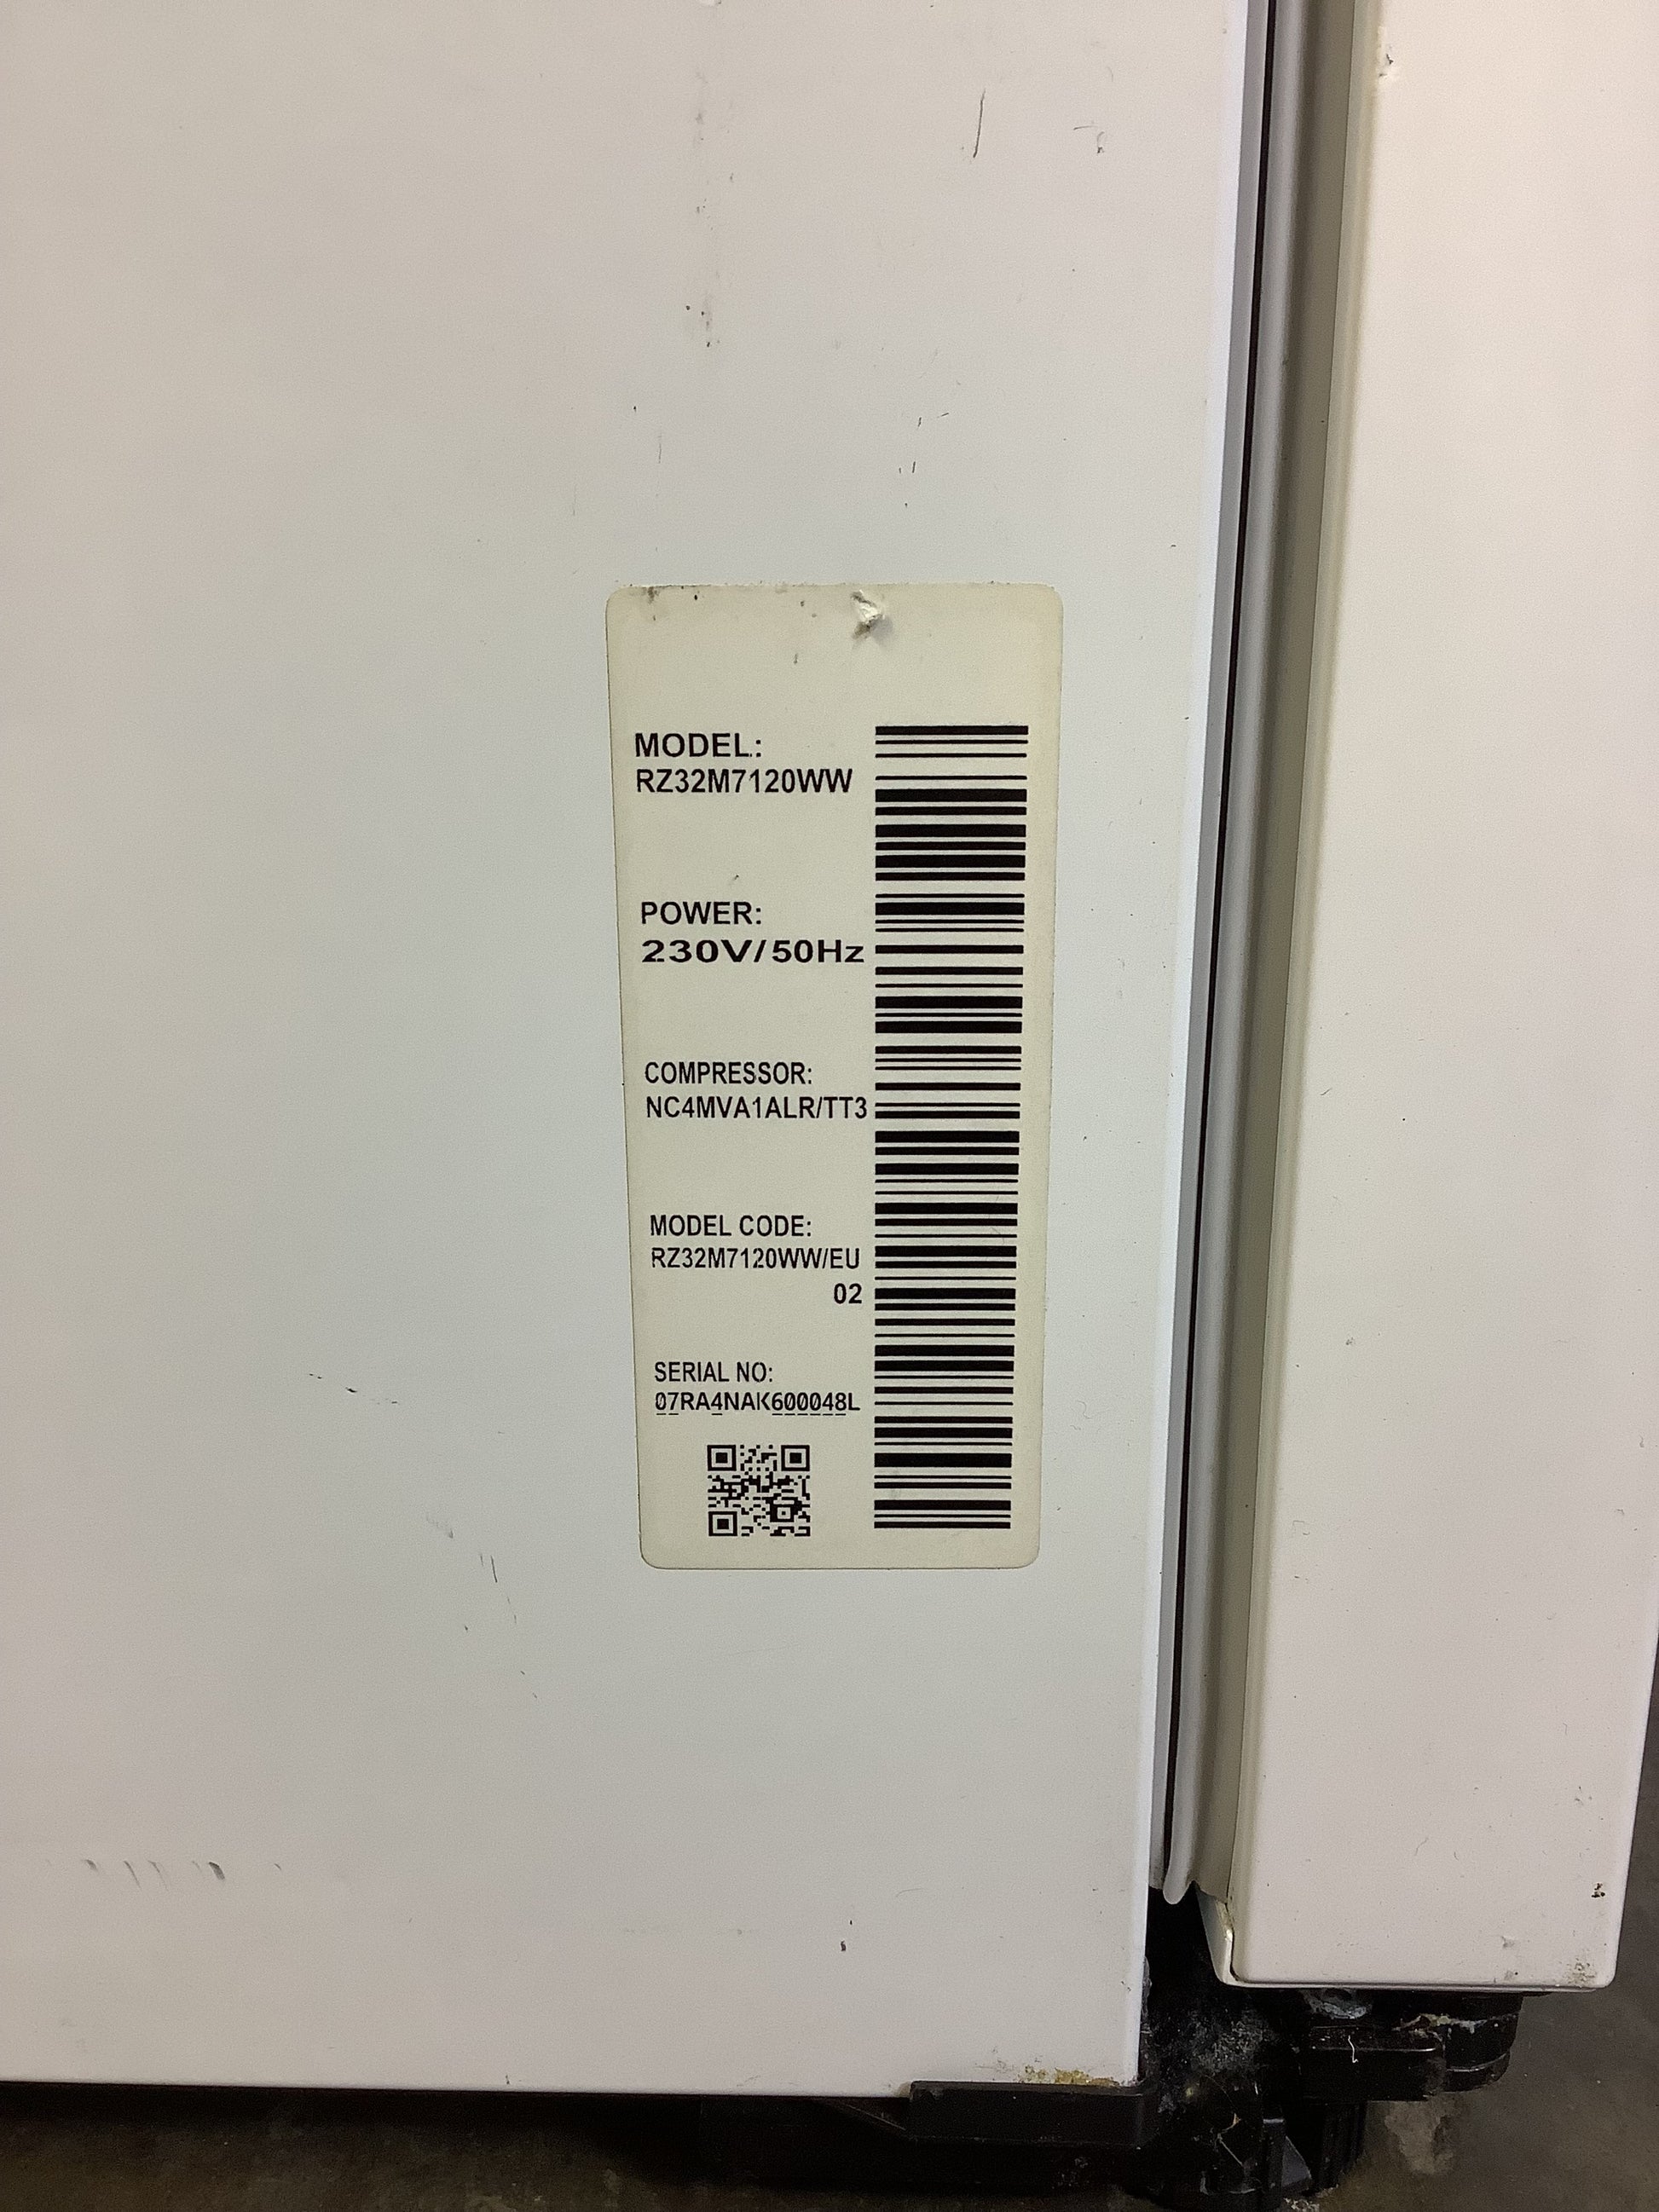 MODEL:
RZ32M7120WW
POWER:
230V/50Hz
COMPRESSOR:
NC4MVA1ALR/TT3
MODEL CODE:
RZ32M7120WW/EU
02
SERIAL NO:
07RA4NAK600048L